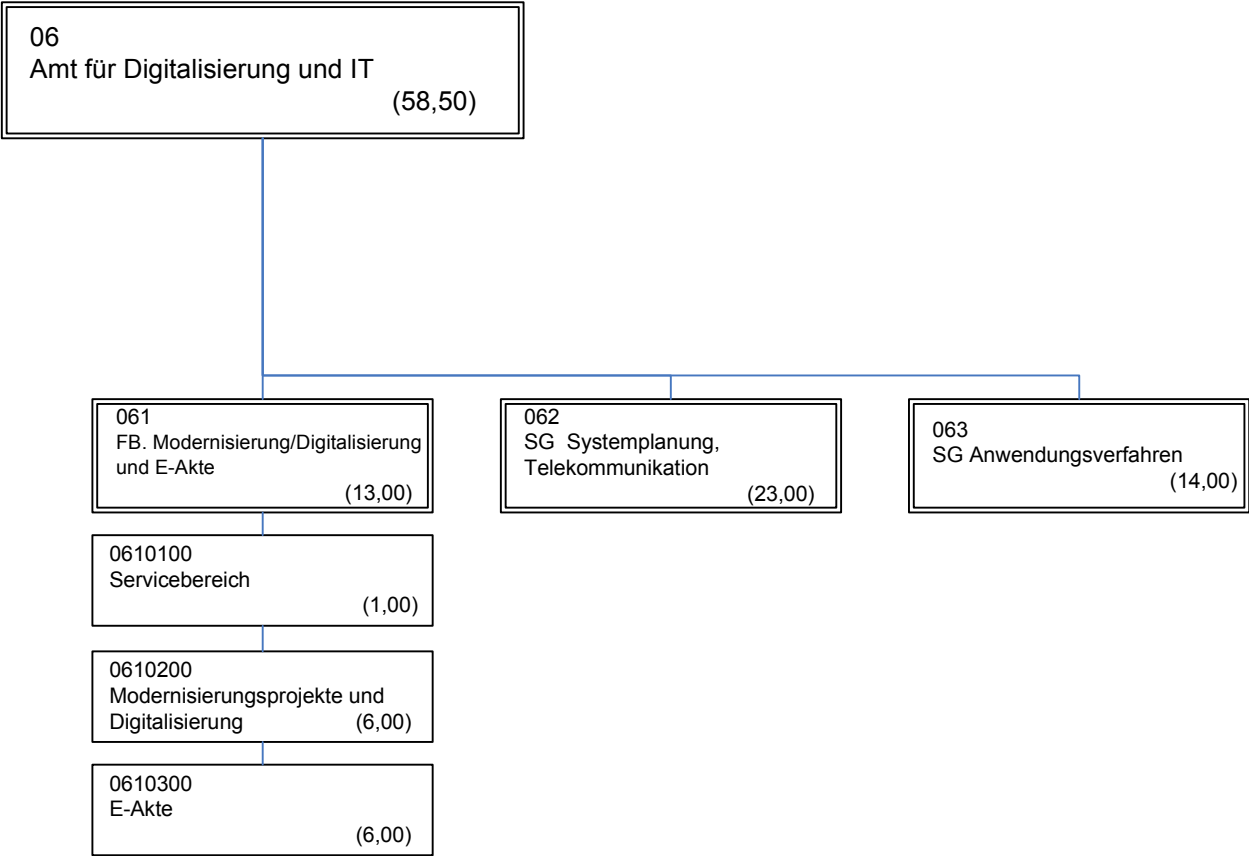 06
Amt für Digitalisierung und IT
(58,50)
061
FB. Modernisierung/Digitalisierung
und E-Akte
(13,00)
062
SG  Systemplanung,
Telekommunikation
(23,00)
063
SG Anwendungsverfahren
(14,00)
0610100
Servicebereich
(1,00)
0610200
Modernisierungsprojekte und
Digitalisierung (6,00)
0610300
E-Akte
(6,00)